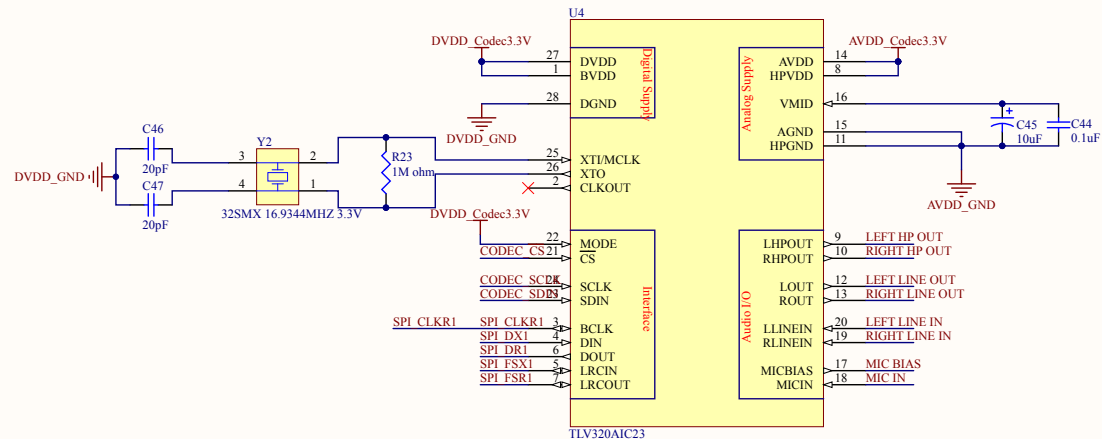 U4
DVDD_Codec3.3V
27 DVDD
1 BVDD
28 DGND
DVDD_GND
Digital Supply
Analog Supply
AVDD_Codec3.3V
AVDD 14
HPVDD 8
VMID 16
AGND 15
HPGND 11
C45
10uF
C44
0.1uF
AVDD_GND
C46
20pF
DVDD_GND
C47
20pF
Y2
3 2
4 1
32SMX 16.9344MHZ 3.3V
R23
1M ohm
25 XTI/MCLK
26 XTO
2 CLKOUT
DVDD_Codec3.3V
22 MODE
CODEC_CS 21 CS
CODEC_SCLK 24 SCLK
CODEC_SDIN 23 SDIN
SPI_CLKR1 SPI_CLKR1 3 BCLK
SPI_DX1 4 DIN
SPI_DR1 6 DOUT
SPI_FSX1 5 LRCIN
SPI_FSR1 7 LRCOUT
Interface
Audio I/O
LHPOUT 9 LEFT HP OUT
RHPOUT 10 RIGHT HP OUT
LOUT 12 LEFT LINE OUT
ROUT 13 RIGHT LINE OUT
LLINEIN 20 LEFT LINE IN
RLINEIN 19 RIGHT LINE IN
MICBIAS 17 MIC BIAS
MICIN 18 MIC IN
TLV320AIC23